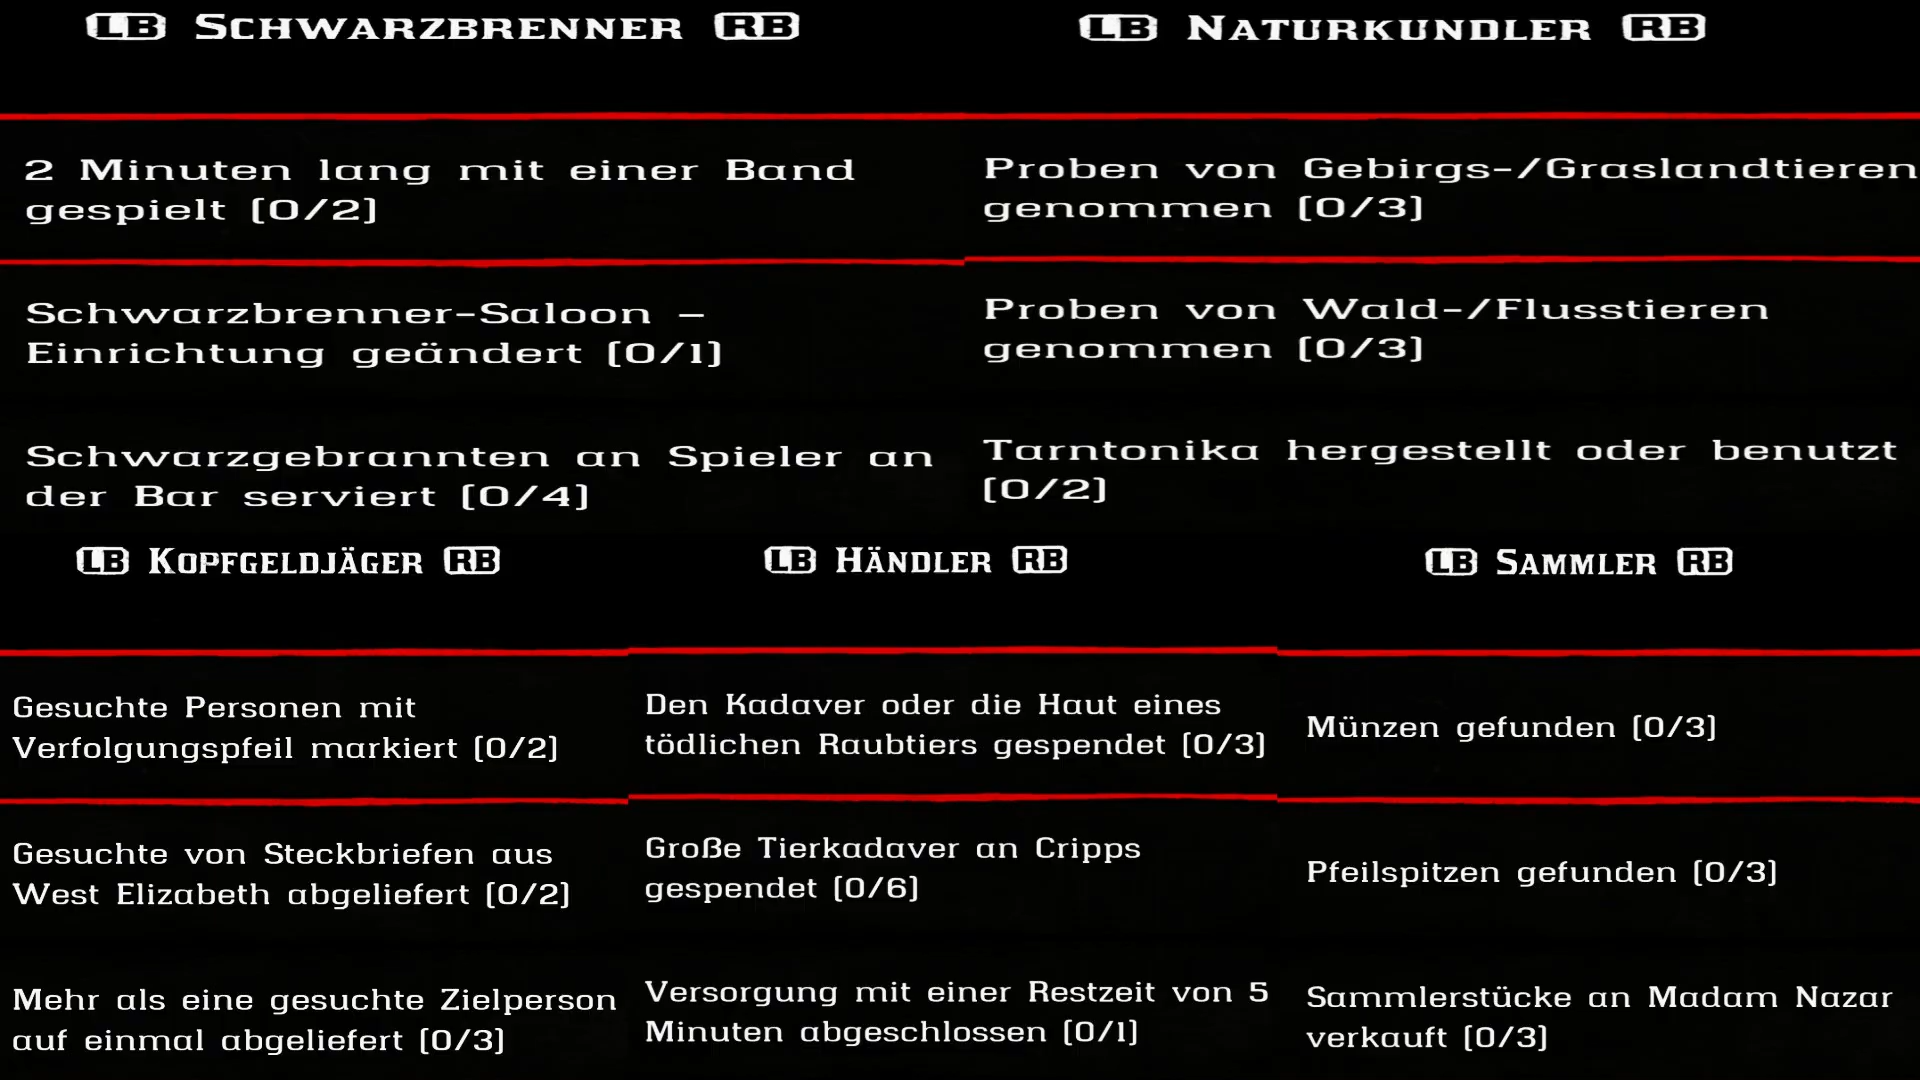 LB Schwarzbrenner RB
2 Minuten lang mit einer Band
gespielt [0/2]
Schwarzbrenner-Saloon –
Einrichtung geändert [0/1]
Schwarzgebrannten an Spieler an
der Bar serviert [0/4]
LB Naturkundler RB
Proben von Gebirgs-/Graslandtieren
genommen [0/3]
Proben von Wald-/Flusstieren
genommen [0/3]
Tarntonika hergestellt oder benutzt
[0/2]
LB Kopfgeldjäger RB
Gesuchte Personen mit
Verfolgungspfeil markiert [0/2]
Gesuchte von Steckbriefen aus
West Elizabeth abgeliefert [0/2]
Mehr als eine gesuchte Zielperson
auf einmal abgeliefert [0/3]
LB Händler RB
Den Kadaver oder die Haut eines
tödlichen Raubtiers gespendet [0/3]
Große Tierkadaver an Cripps
gespendet [0/6]
Versorgung mit einer Restzeit von 5
Minuten abgeschlossen [0/1]
LB Sammler RB
Münzen gefunden [0/3]
Pfeilspitzen gefunden [0/3]
Sammlerstücke an Madam Nazar
verkauft [0/3]